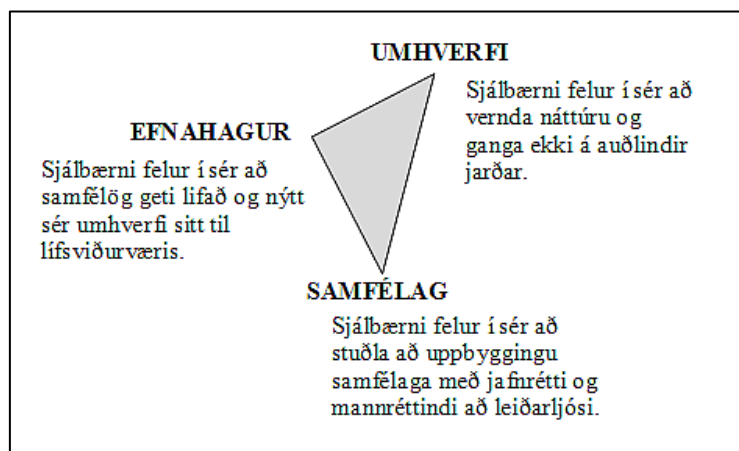 UMHVERFI
Sjálbærni felur í sér að
vernda náttúru og
ganga ekki á auðlindir
jarðar.
EFNAHAGUR
Sjálbærni felur í sér að
samfélög geti lifað og nýtt
sér umhverfi sitt til
lífsviðurværis.
SAMFÉLAG
Sjálbærni felur í sér að
stuðla að uppbyggingu
samfélaga með jafnrétti og
mannréttindi að leiðarljósi.